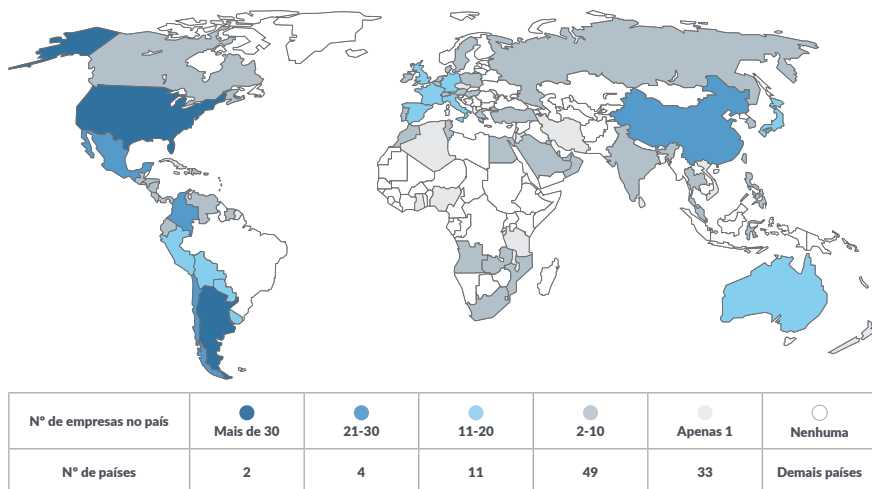 Nº de empresas no país
Mais de 30
21-30
11-20
2-10
Apenas 1
Nenhuma
Nº de países
2
4
11
49
33
Demais países